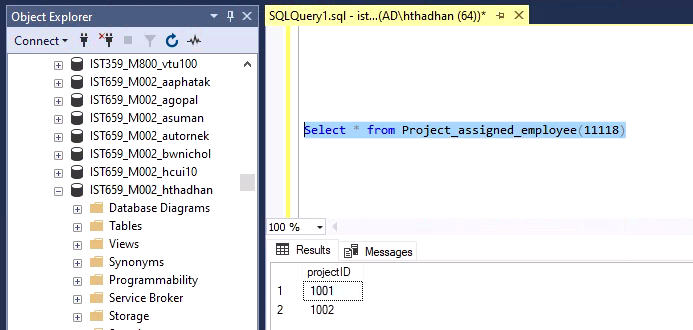 Object Explorer
Connect
IST359_M800_vtu100
IST659_M002_aaphatak
IST659_M002_agopal
IST659_M002_asuman
IST659_M002_autornek
IST659_M002_bwnichol
IST659_M002_hcui10
IST659_M002_hthadhan
Database Diagrams
Tables
Views
Synonyms
Programmability
Service Broker
Storage
SQLQuery1.sql - ist...(AD\hthadhan (64))*
Select * from Project_assigned_employee(11118)
100 %
Results Messages
projectID
1 1001
2 1002